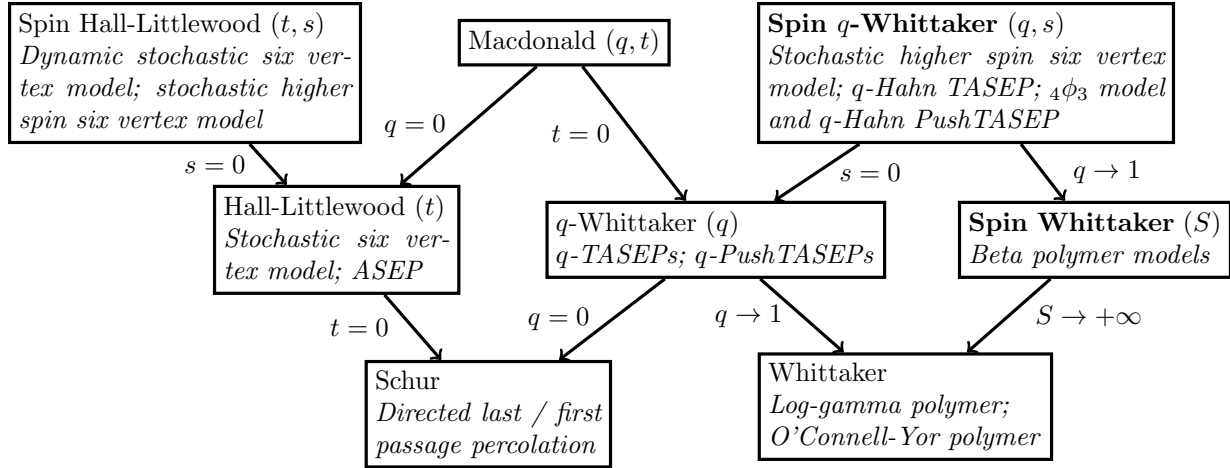 Spin Hall-Littlewood (t, s)
Dynamic stochastic six ver-
tex model; stochastic higher
spin six vertex model
Macdonald (q, t)
Spin q-Whittaker (q, s)
Stochastic higher spin six vertex
model; q-Hahn TASEP; ₄ϕ₃ model
and q-Hahn PushTASEP
s = 0
q = 0
t = 0
s = 0
q → 1
Hall-Littlewood (t)
Stochastic six ver-
tex model; ASEP
q-Whittaker (q)
q-TASEPs; q-PushTASEPs
Spin Whittaker (S)
Beta polymer models
t = 0
q = 0
q → 1
S → +∞
Schur
Directed last / first
passage percolation
Whittaker
Log-gamma polymer;
O'Connell-Yor polymer